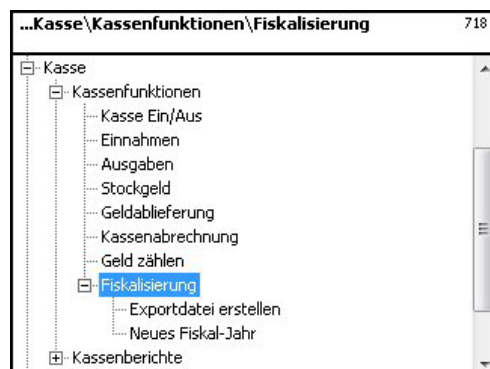 ...Kasse\Kassenfunktionen\Fiskalisierung 718
Kasse
Kassenfunktionen
Kasse Ein/Aus
Einnahmen
Ausgaben
Stockgeld
Geldablieferung
Kassenabrechnung
Geld zählen
Fiskalisierung
Exportdatei erstellen
Neues Fiskal-Jahr
Kassenberichte